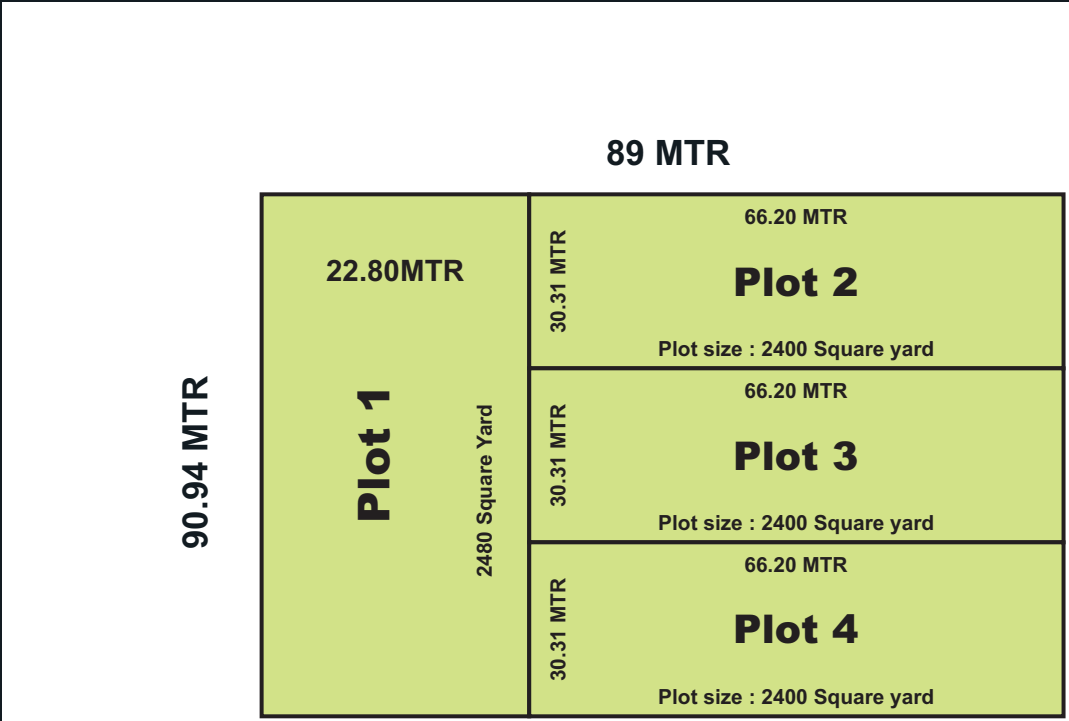 89 MTR
90.94 MTR
22.80MTR
Plot 1
2480 Square Yard
66.20 MTR
30.31 MTR
Plot 2
Plot size : 2400 Square yard
66.20 MTR
30.31 MTR
Plot 3
Plot size : 2400 Square yard
66.20 MTR
30.31 MTR
Plot 4
Plot size : 2400 Square yard